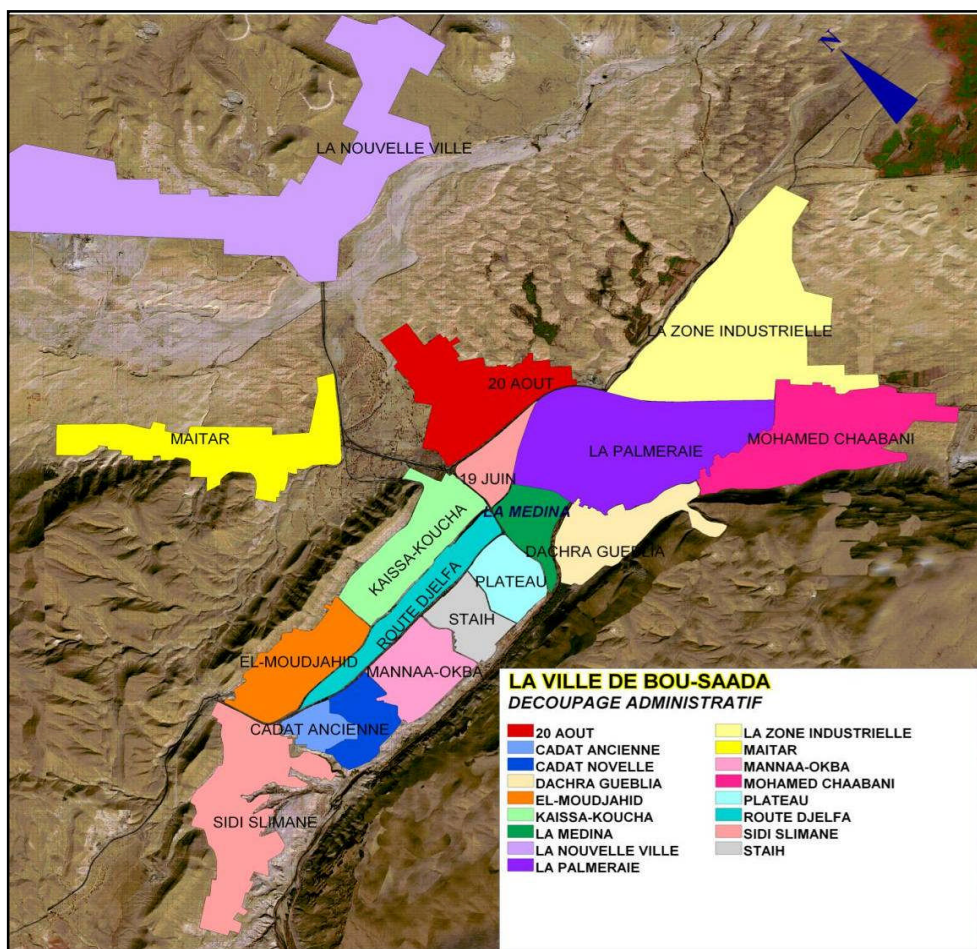 N
LA NOUVELLE VILLE
LA ZONE INDUSTRIELLE
20 AOUT
MAITAR
MOHAMED CHAABANI
LA PALMERAIE
19 JUIN
LA MEDINA
KAISSA-KOUCHA
DACHRA GUEBLIA
PLATEAU
ROUTE DJELFA
STAIH
EL-MOUDJAHID
MANNAA-OKBA
CADAT ANCIENNE
SIDI SLIMANE
LA VILLE DE BOU-SAADA
DECOUPAGE ADMINISTRATIF
20 AOUT
CADAT ANCIENNE
CADAT NOVELLE
DACHRA GUEBLIA
EL-MOUDJAHID
KAISSA-KOUCHA
LA MEDINA
LA NOUVELLE VILLE
LA PALMERAIE
LA ZONE INDUSTRIELLE
MAITAR
MANNAA-OKBA
MOHAMED CHAABANI
PLATEAU
ROUTE DJELFA
SIDI SLIMANE
STAIH